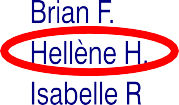 Brian F.
Hellène H.
Isabelle R